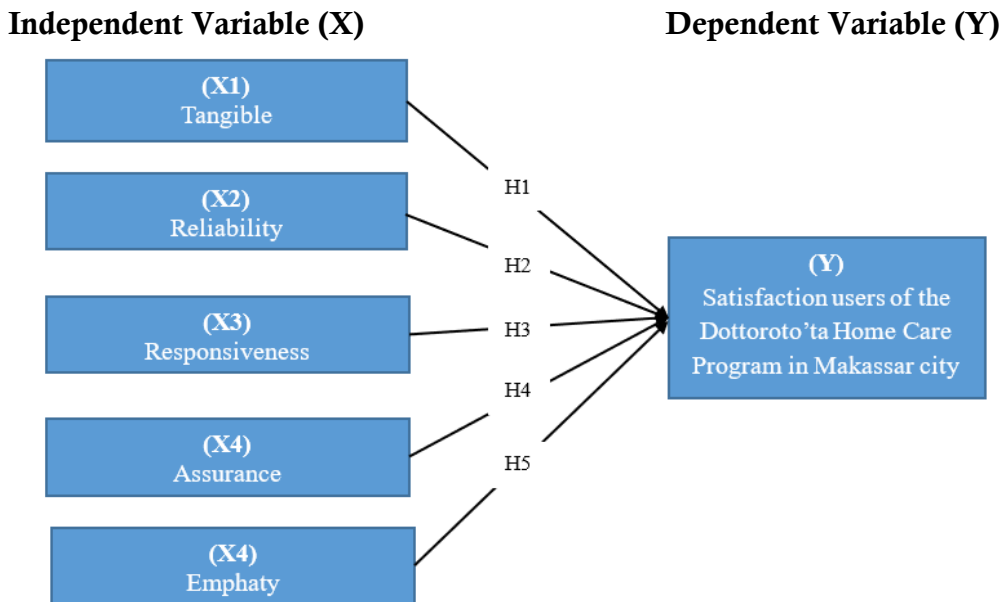 Independent Variable (X)
Dependent Variable (Y)
(X1)
Tangible
(X2)
Reliability
(X3)
Responsiveness
(X4)
Assurance
(X4)
Emphaty
H1
H2
H3
H4
H5
(Y)
Satisfaction users of the
Dottoroto’ta Home Care
Program in Makassar city